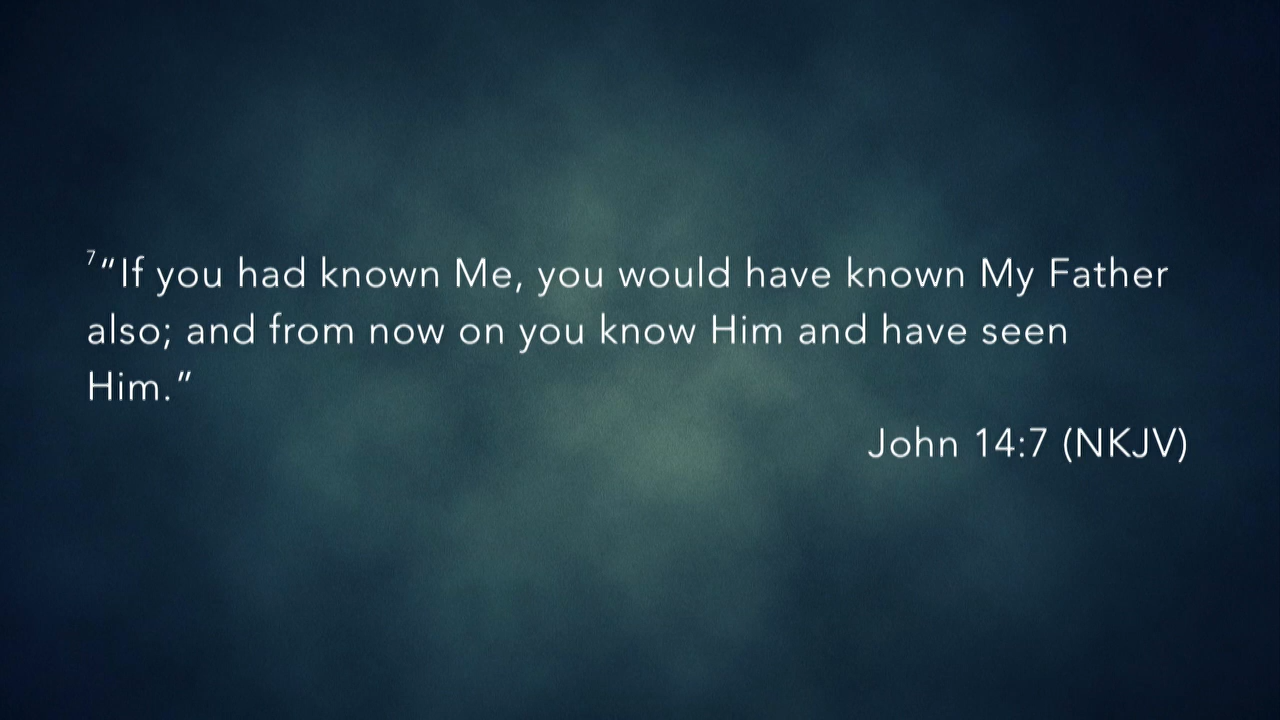 ⁷“If you had known Me, you would have known My Father
also; and from now on you know Him and have seen
Him.”
John 14:7 (NKJV)